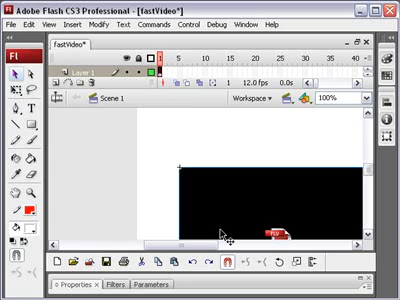 Adobe Flash CS3 Professional - [fastVideo*]
File Edit View Insert Modify Text Commands Control Debug
Window Help
fastVideo*
1 5 10 15 20 25 30 35 40
Layer 1
1 12.0 fps 0.0s
Scene 1 Workspace 100%
FLV
Properties Filters Parameters